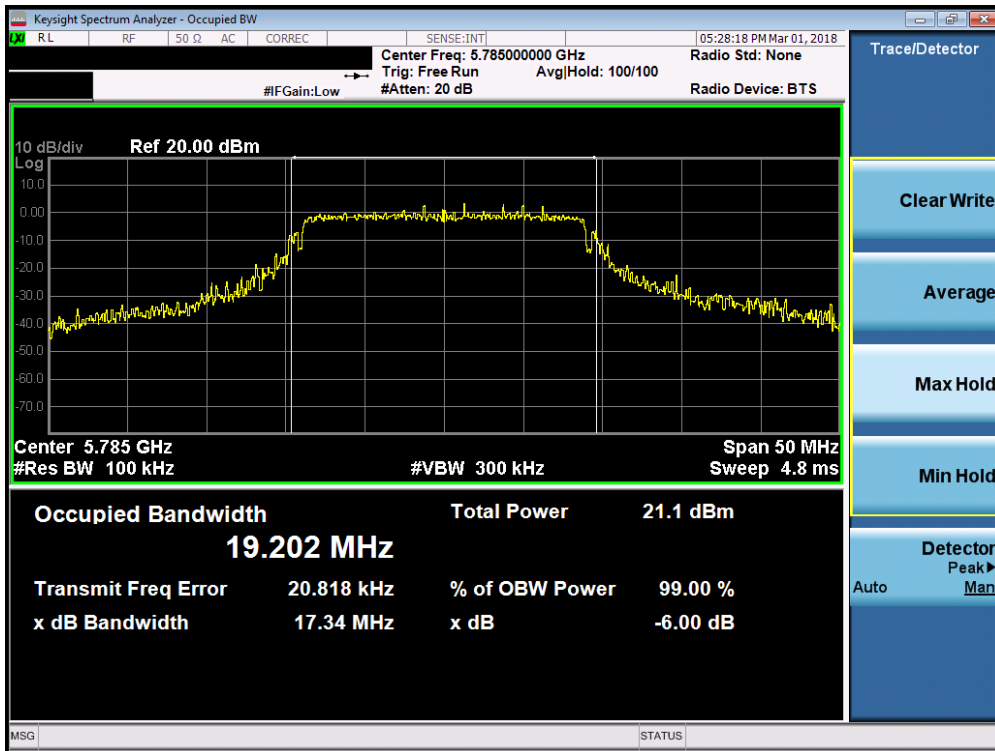 Keysight Spectrum Analyzer - Occupied BW
LXI RL RF 50 Ω AC CORREC SENSE:INT 05:28:18 PM Mar 01, 2018
Center Freq: 5.785000000 GHz Radio Std: None
Trig: Free Run Avg|Hold: 100/100
#IFGain:Low #Atten: 20 dB Radio Device: BTS
10 dB/div Ref 20.00 dBm
Log
10.0
0.00
-10.0
-20.0
-30.0
-40.0
-50.0
-60.0
-70.0
Center 5.785 GHz Span 50 MHz
#Res BW 100 kHz #VBW 300 kHz Sweep 4.8 ms
Occupied Bandwidth Total Power 21.1 dBm
19.202 MHz
Transmit Freq Error 20.818 kHz % of OBW Power 99.00 %
x dB Bandwidth 17.34 MHz x dB -6.00 dB
MSG STATUS
Trace/Detector
Clear Write
Average
Max Hold
Min Hold
Detector
Peak▶
Auto Man